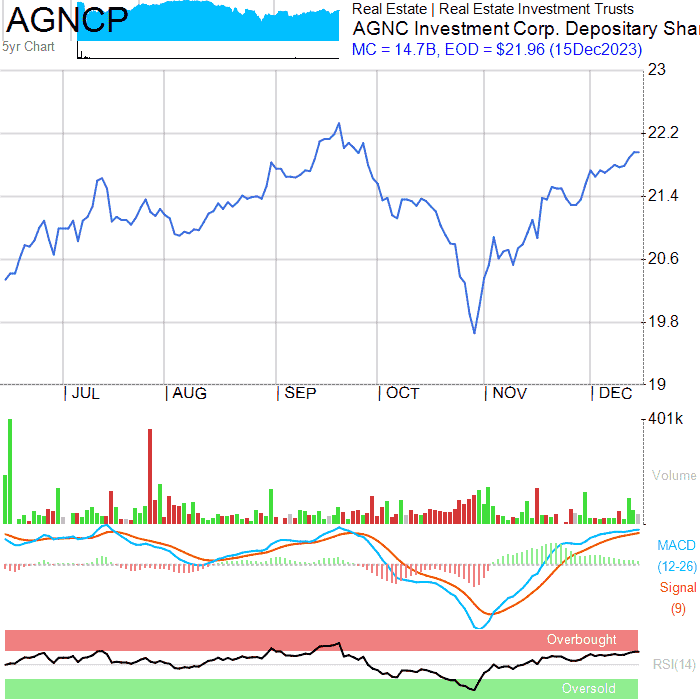 AGNCP
5yr Chart
Real Estate | Real Estate Investment Trusts
AGNC Investment Corp. Depositary Shar
MC = 14.7B, EOD = $21.96 (15Dec2023)
23
22.2
21.4
20.6
19.8
19
| JUL | AUG | SEP | OCT | NOV | DEC
401k
Volume
MACD
(12-26)
Signal
(9)
Overbought
RSI(14)
Oversold